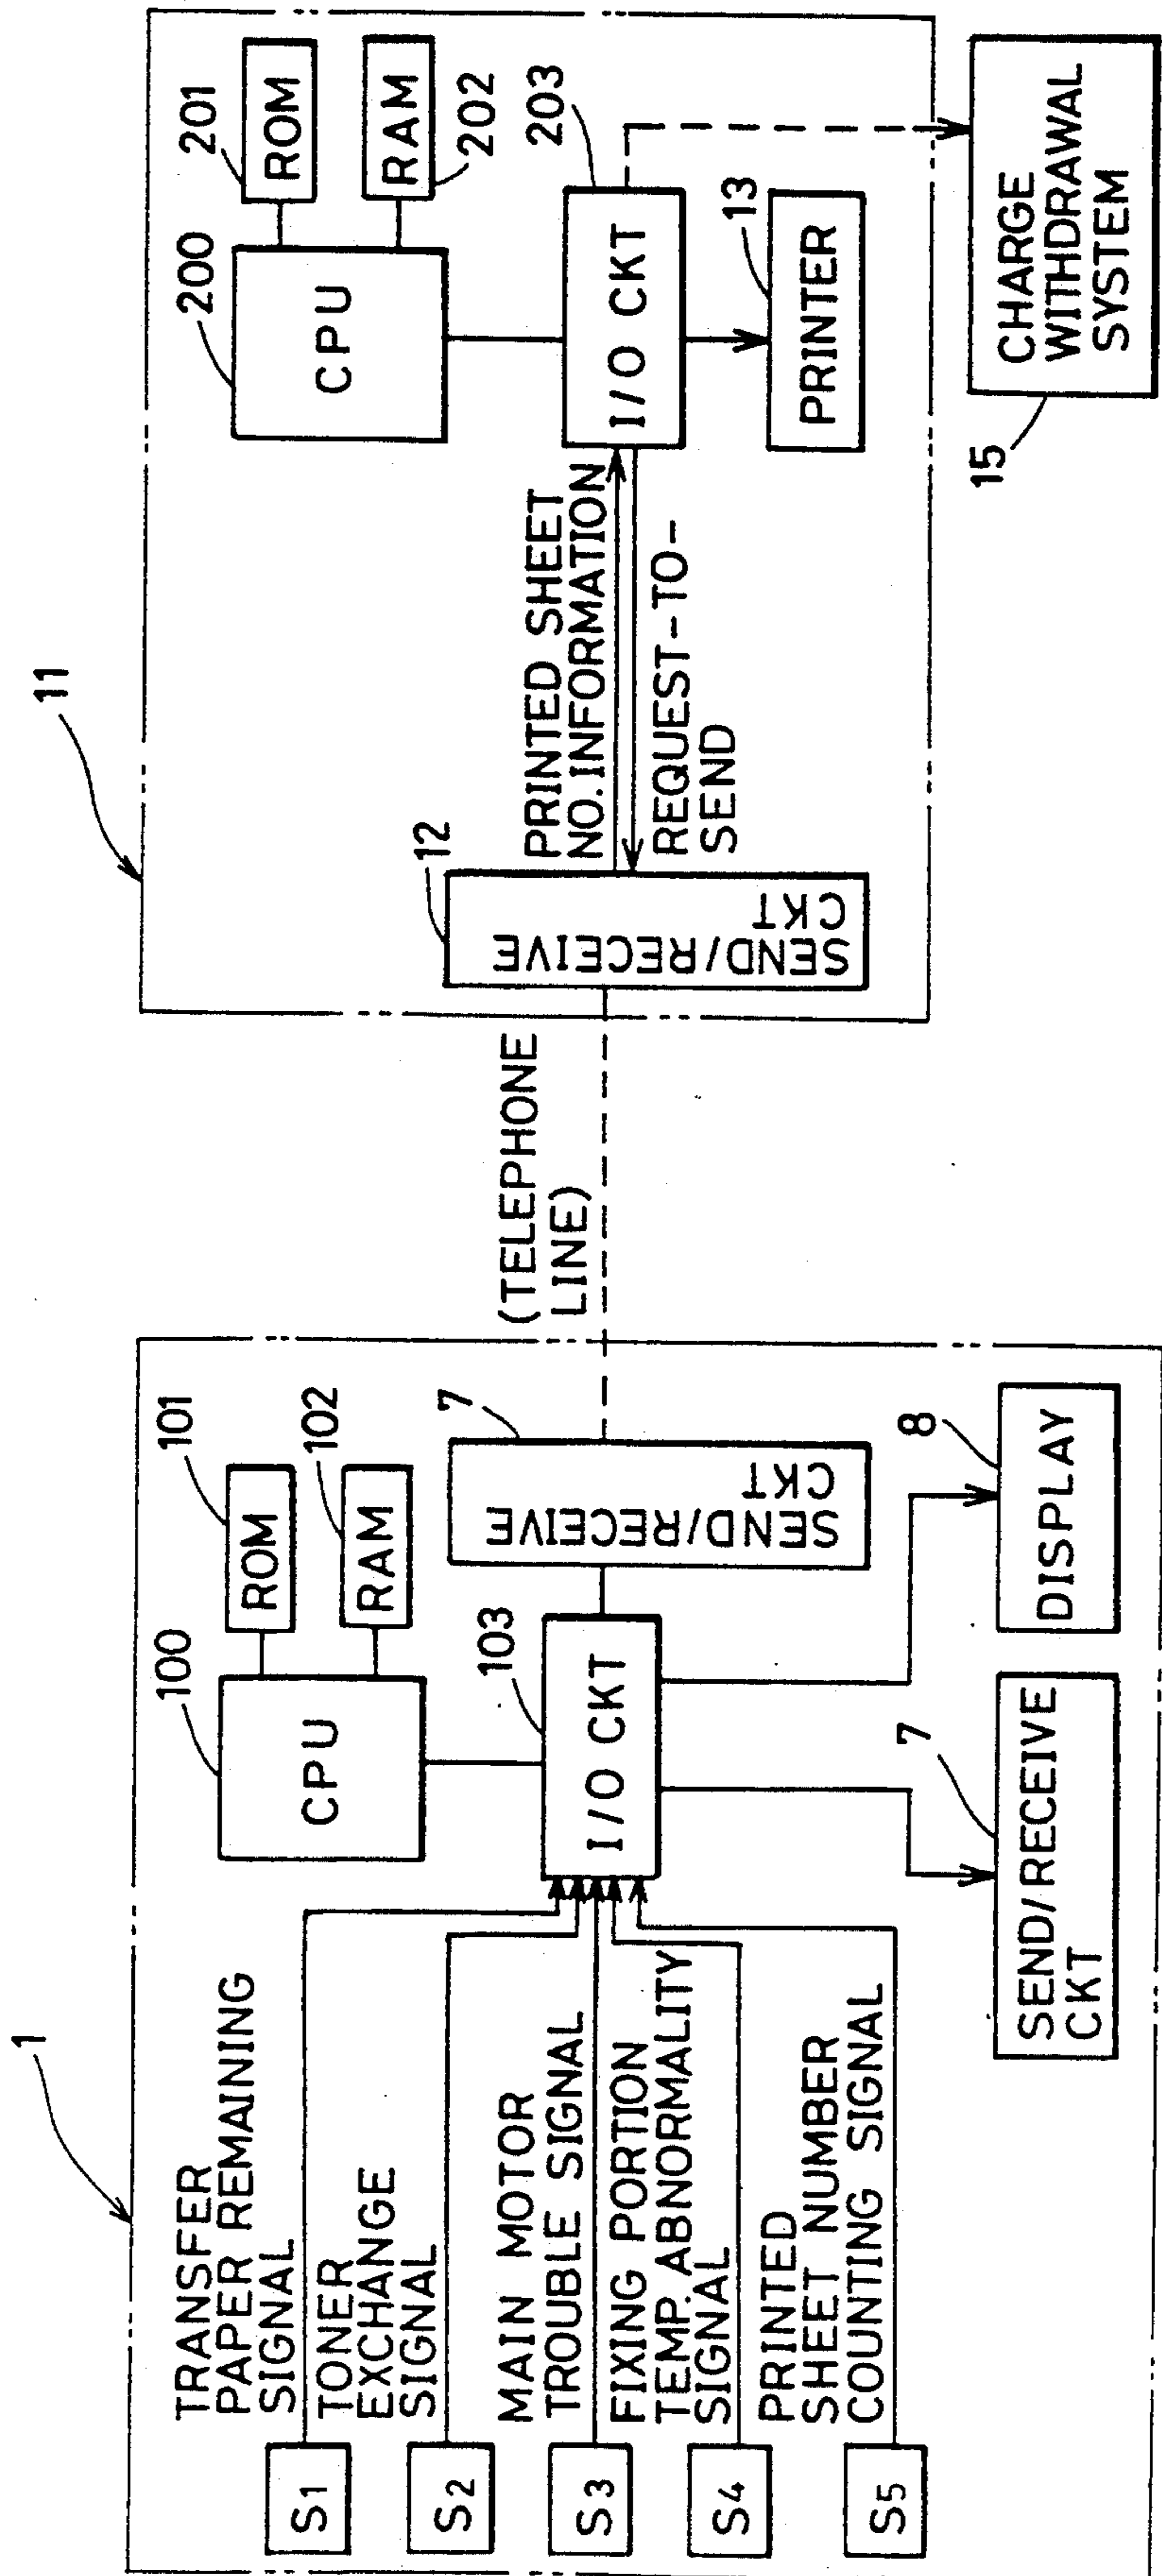 1
TRANSFER
PAPER REMAINING
SIGNAL
TONER
EXCHANGE
SIGNAL
MAIN MOTOR
TROUBLE SIGNAL
FIXING PORTION
TEMP. ABNORMALITY
SIGNAL
PRINTED
SHEET NUMBER
COUNTING SIGNAL
S1
S2
S3
S4
S5
100
CPU
101
ROM
102
RAM
103
I/O CKT
7
SEND/RECEIVE
CKT
7
SEND/RECEIVE
CKT
8
DISPLAY
(TELEPHONE
LINE)
11
12
SEND/RECEIVE
CKT
PRINTED SHEET
NO. INFORMATION
REQUEST-TO-
SEND
200
CPU
201
ROM
RAM
202
203
I/O CKT
13
PRINTER
15
CHARGE
WITHDRAWAL
SYSTEM